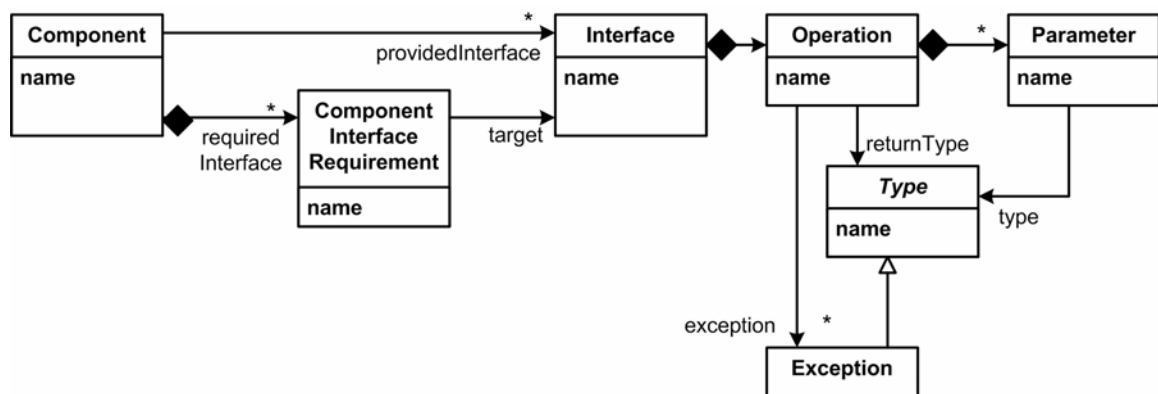 Component
name
*
providedInterface
*
required
Interface
Component
Interface
Requirement
name
target
Interface
name
Operation
name
*
Parameter
name
returnType
Type
name
type
exception
*
Exception